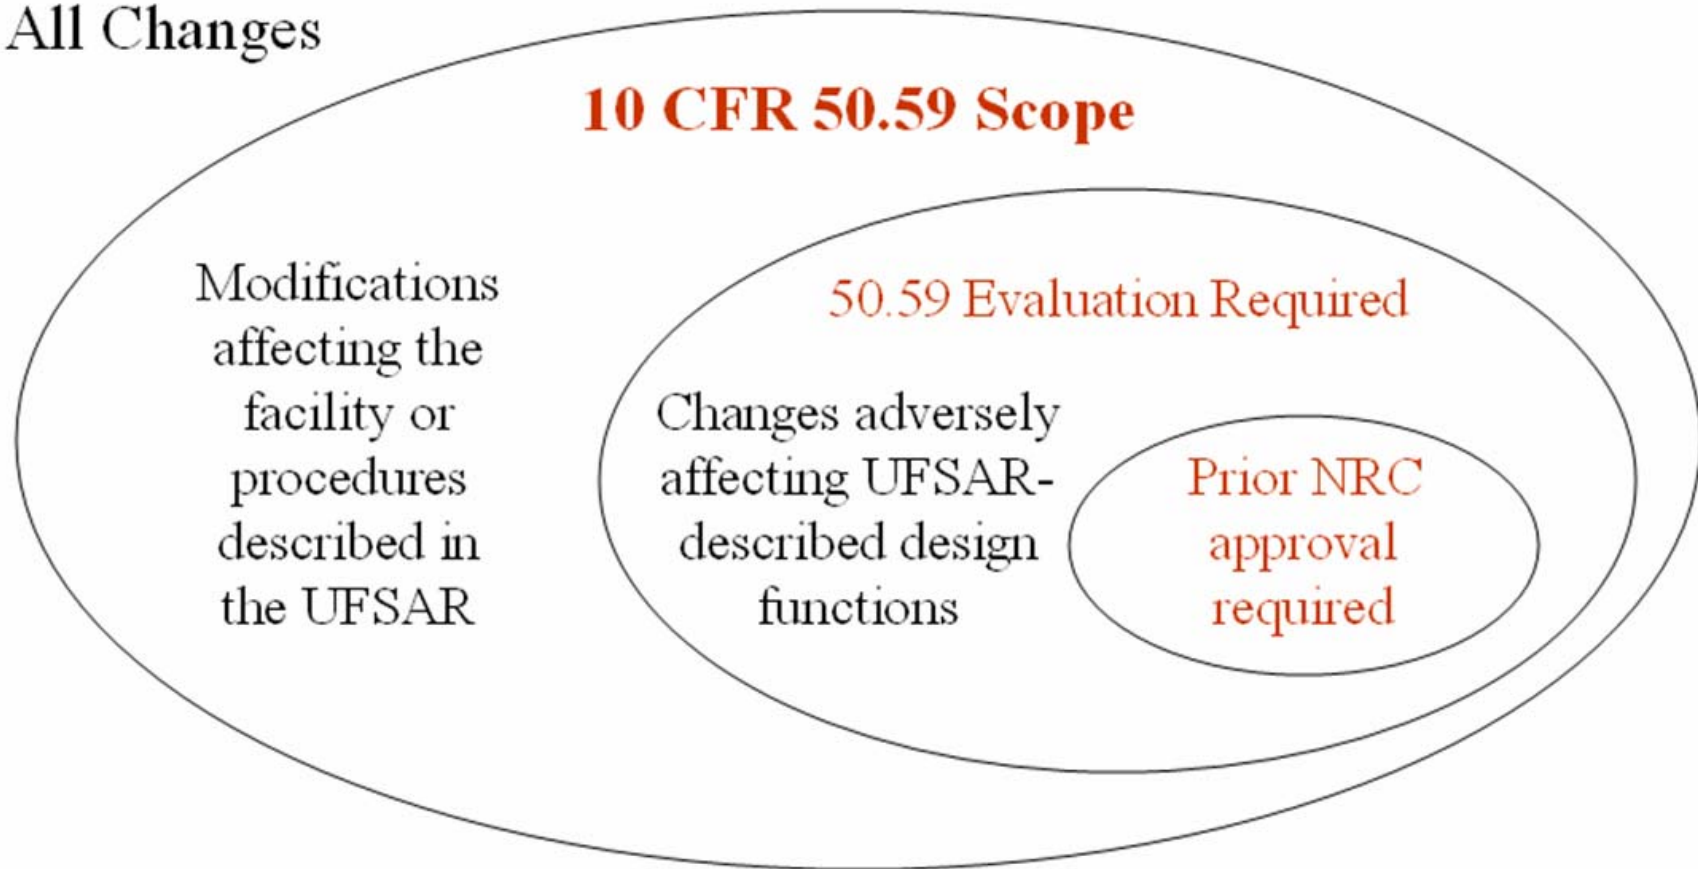 All Changes
10 CFR 50.59 Scope
Modifications
affecting the
facility or
procedures
described in
the UFSAR
50.59 Evaluation Required
Changes adversely
affecting UFSAR-
described design
functions
Prior NRC
approval
required